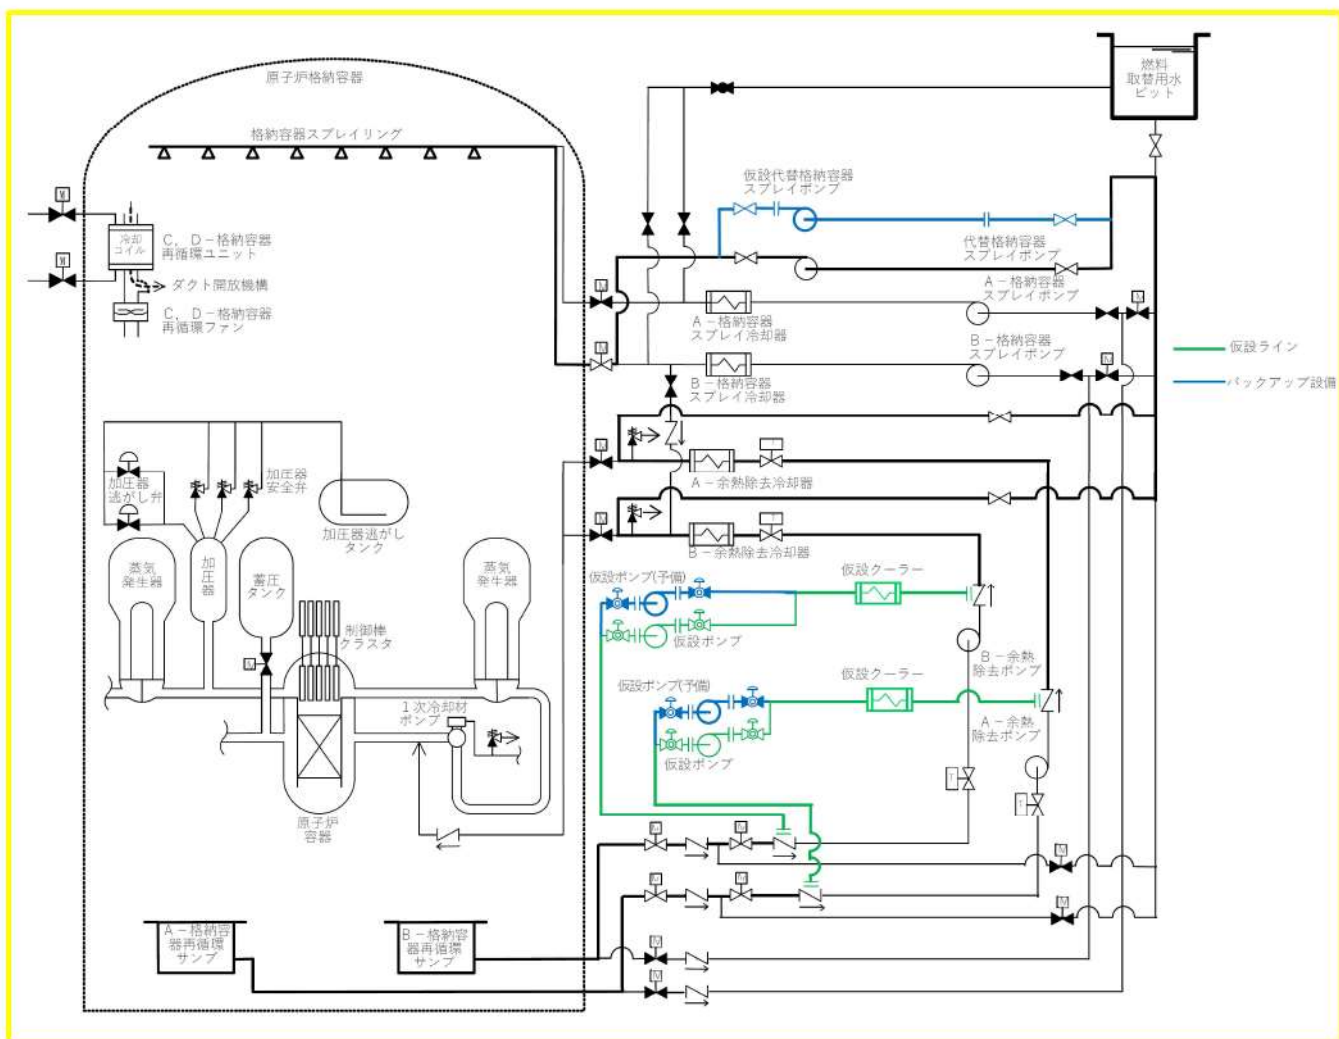 原子炉格納容器
格納容器スプレイリング
燃料
取替用水
ピット
仮設代替格納容器
スプレイポンプ
M
冷却
コイル
C, D－格納容器
再循環ユニット
M
ダクト開放機構
C, D－格納容器
再循環ファン
代替格納容器
スプレイポンプ
A－格納容器
スプレイポンプ
M
M
A－格納容器
スプレイ冷却器
B－格納容器
スプレイポンプ
M
M
B－格納容器
スプレイ冷却器
仮設ライン
バックアップ設備
加圧器
逃がし弁
加圧器
安全弁
加圧器逃がし
タンク
M
T
A－余熱除去冷却器
M
T
B－余熱除去冷却器
蒸気
発生器
加
圧
器
蓄圧
タンク
蒸気
発生器
制御棒
クラスタ
M
1次冷却材
ポンプ
原子炉
容器
仮設ポンプ(予備)
仮設クーラー
仮設ポンプ
B－余熱
除去ポンプ
仮設ポンプ(予備)
仮設クーラー
仮設ポンプ
A－余熱
除去ポンプ
T
T
M
M
M
M
M
M
A－格納容
器再循環
サンプ
B－格納容
器再循環
サンプ
M
M